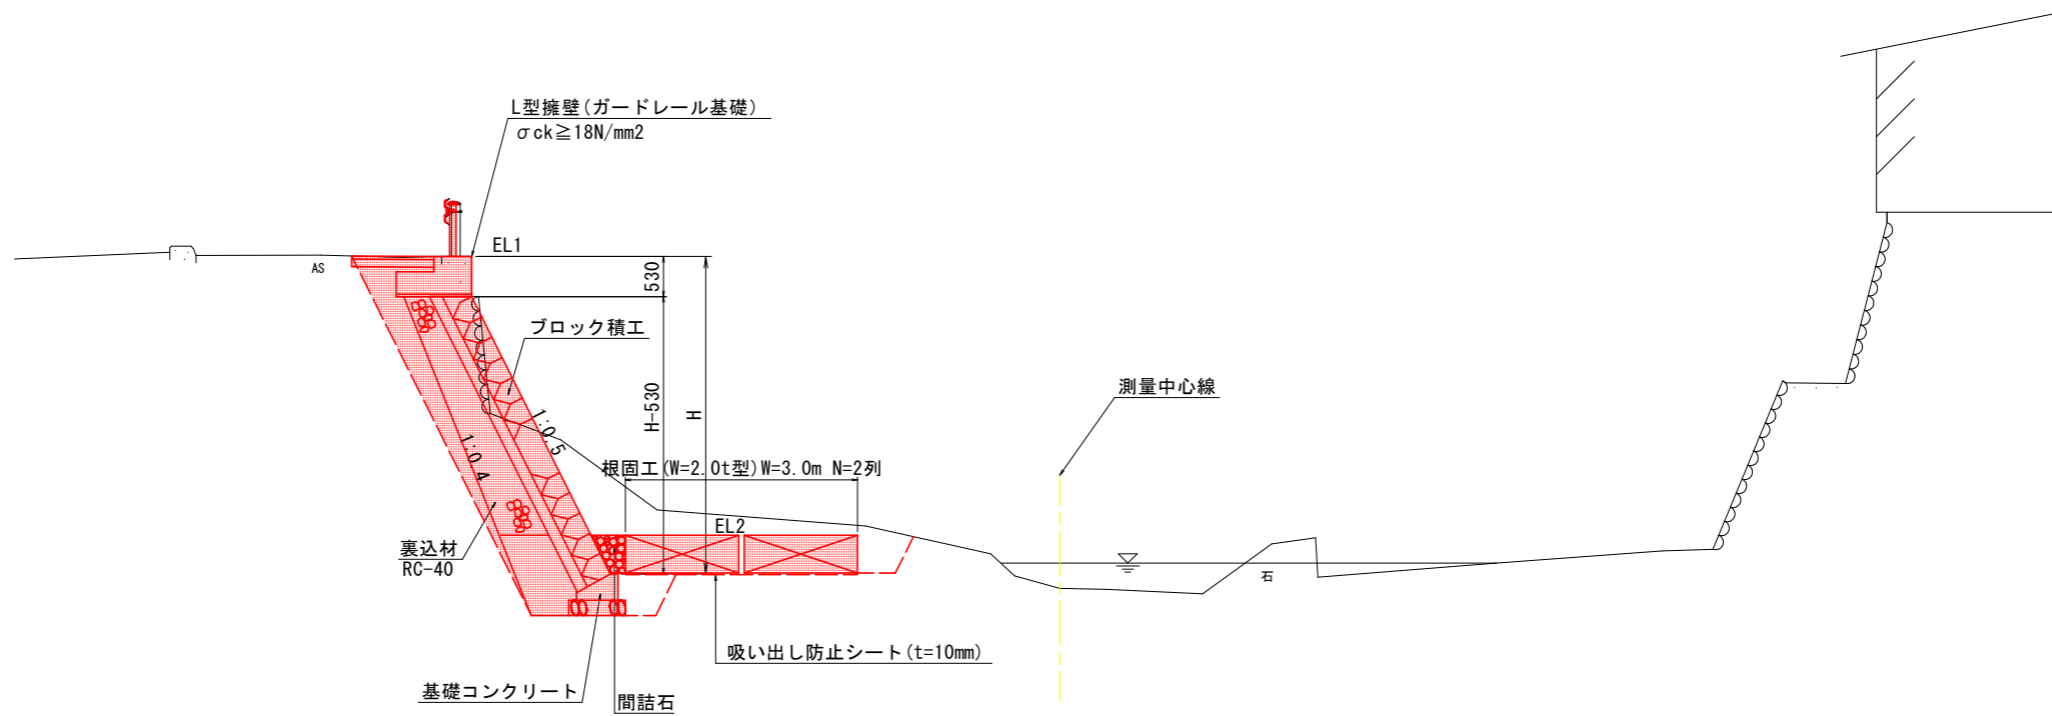 L型擁壁(ガードレール基礎)
σck≧18N/mm2
EL1
AS
530
ブロック積工
H-530
H
測量中心線
1:0.5
1:0.4
根固工(W=2.0t型)W=3.0m N=2列
EL2
裏込材
RC-40
石
吸い出し防止シート(t=10mm)
基礎コンクリート
間詰石